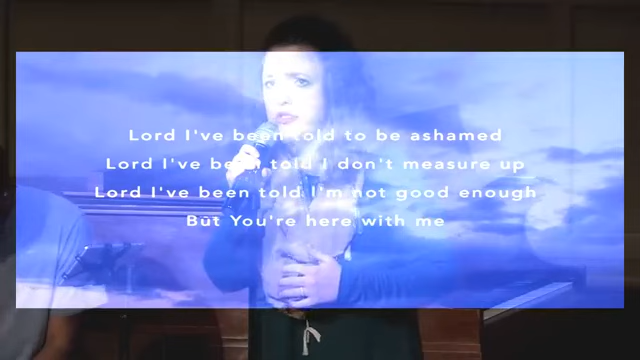 Lord I've been told to be ashamed
Lord I've been told I don't measure up
Lord I've been told I'm not good enough
But You're here with me